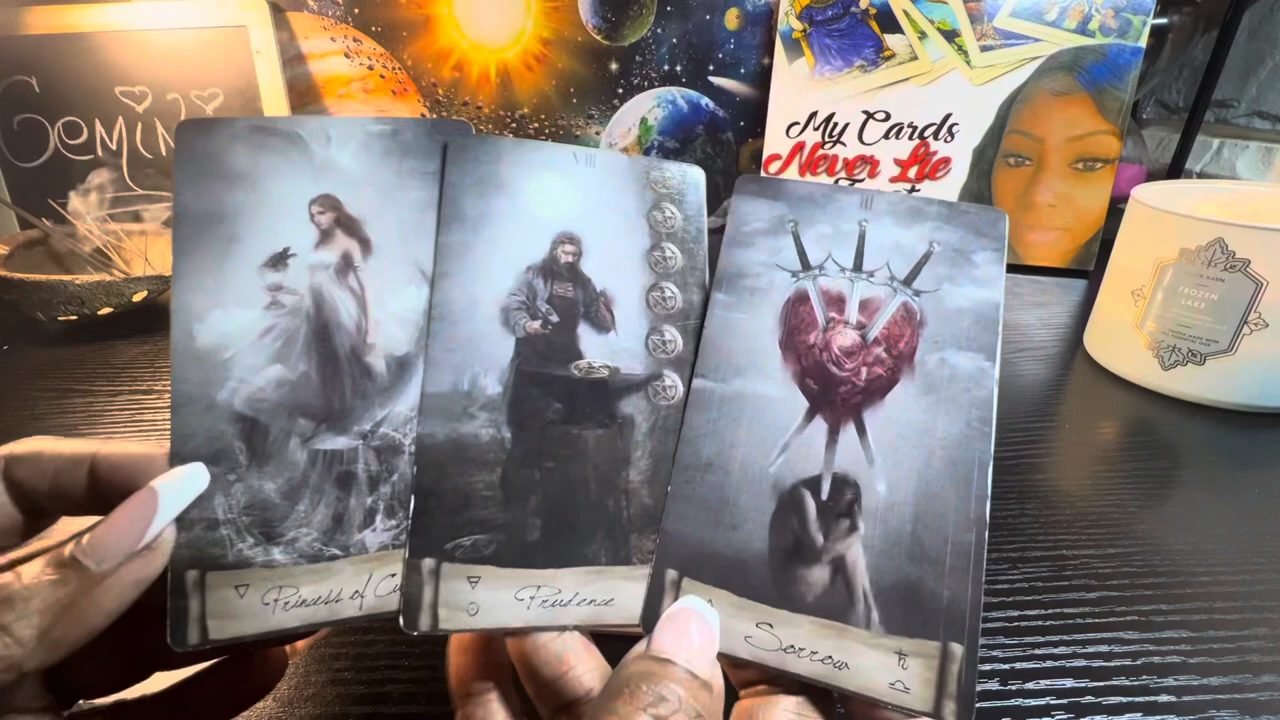 Gemini
My Cards
Never Lie
VIII
III
FROZEN
LAKE
Princess of Cu
Prudence
Sorrow